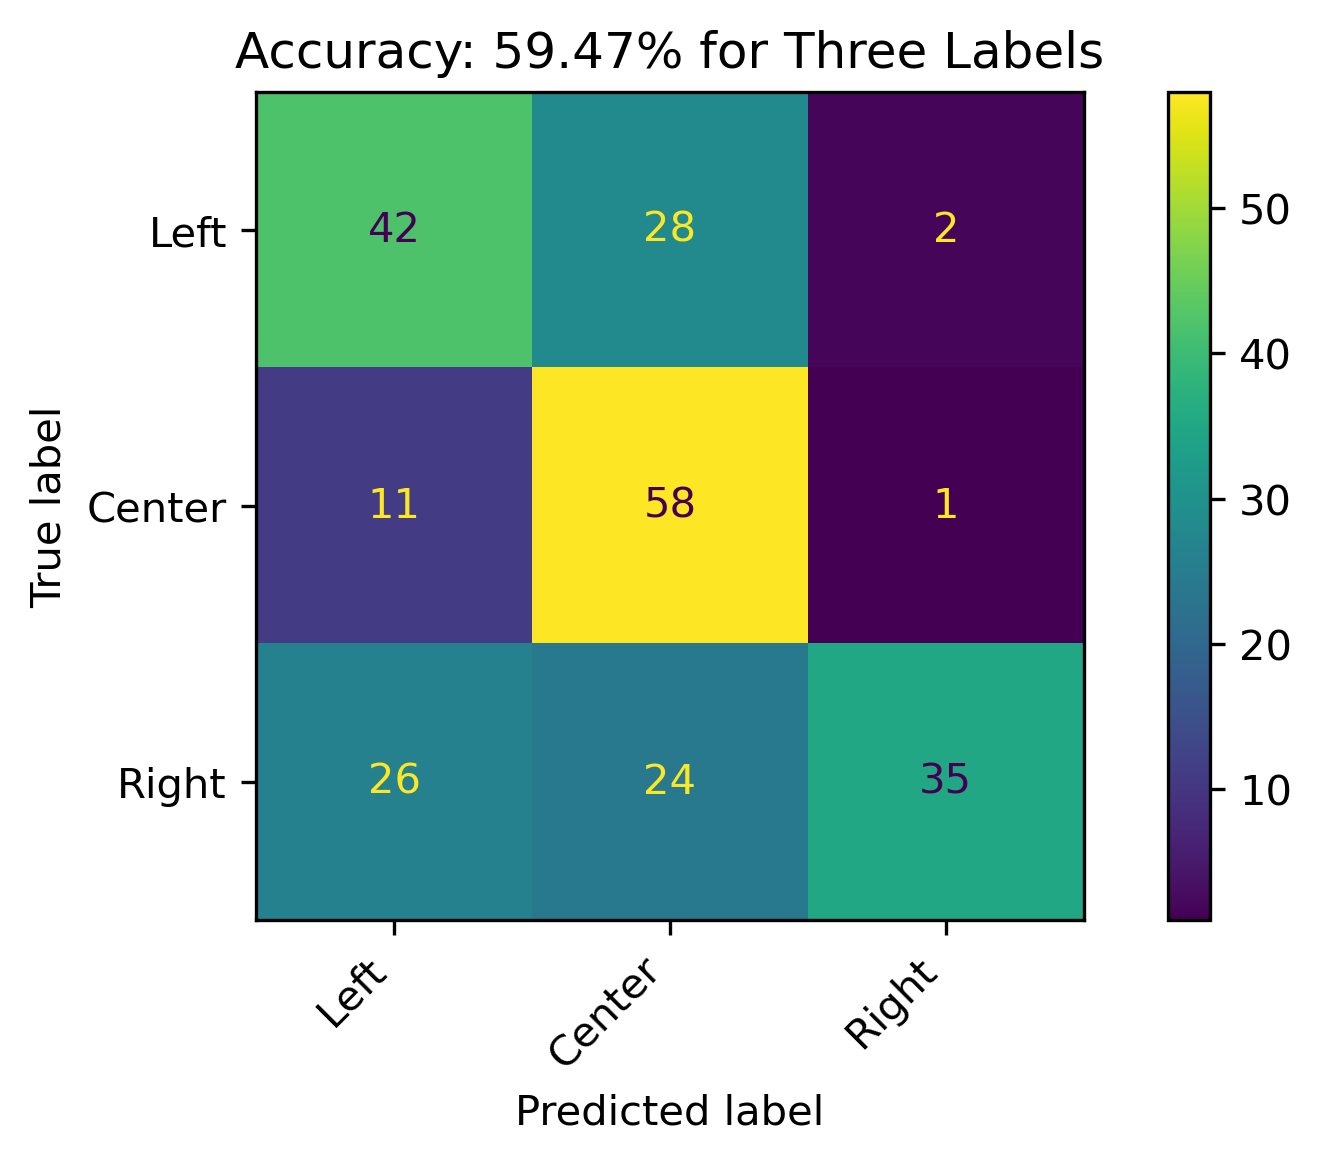 Accuracy: 59.47% for Three Labels
True label
Left
42 28 2
Center
11 58 1
Right
26 24 35
Left
Center
Right
Predicted label
50
40
30
20
10